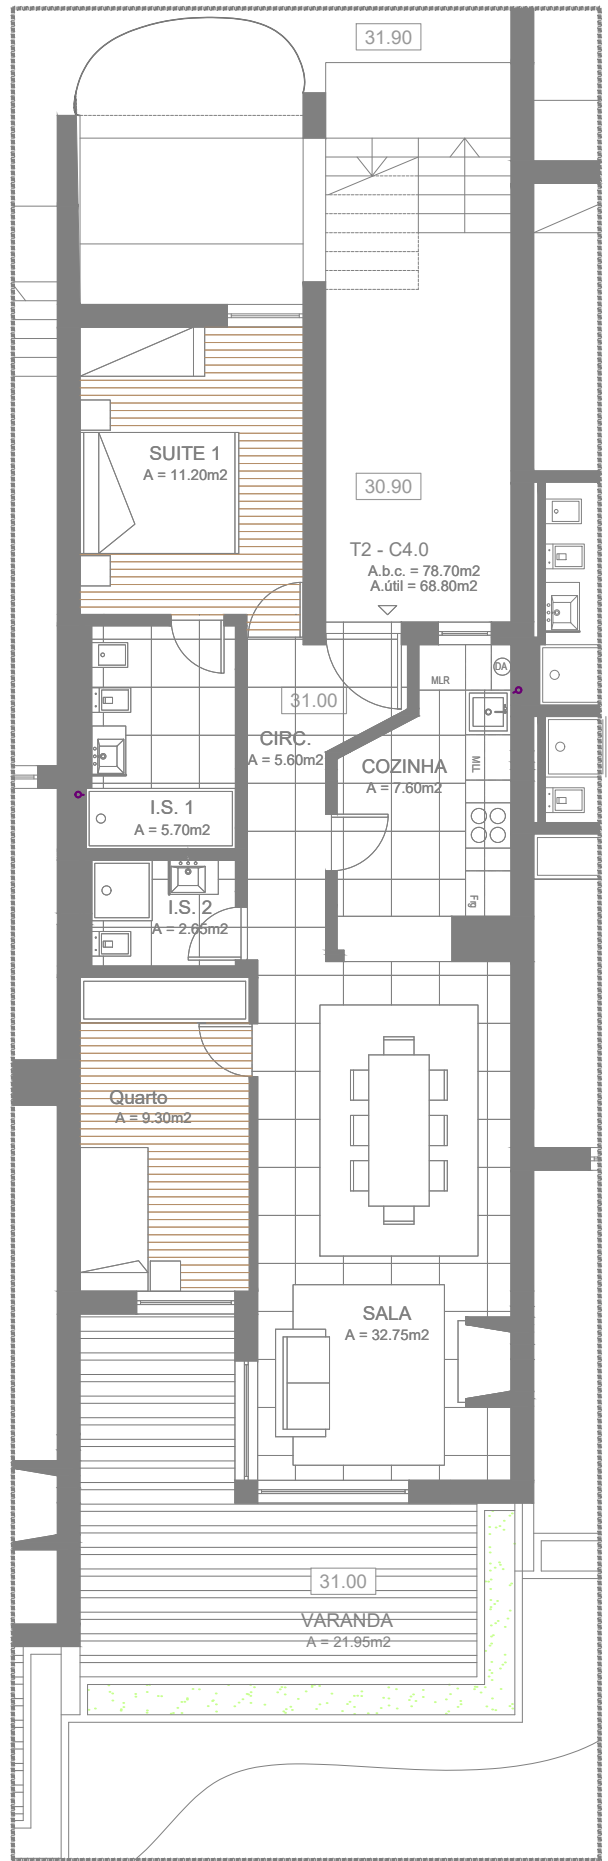 31.90
SUITE 1
A = 11.20m2
30.90
T2 - C4.0
A.b.c. = 78.70m2
A.útil = 68.80m2
DA
MLR
31.00
CIRC.
A = 5.60m2
COZINHA
A = 7.60m2
MLL
I.S. 1
A = 5.70m2
Frig
I.S. 2
A = 2.65m2
Quarto
A = 9.30m2
SALA
A = 32.75m2
31.00
VARANDA
A = 21.95m2